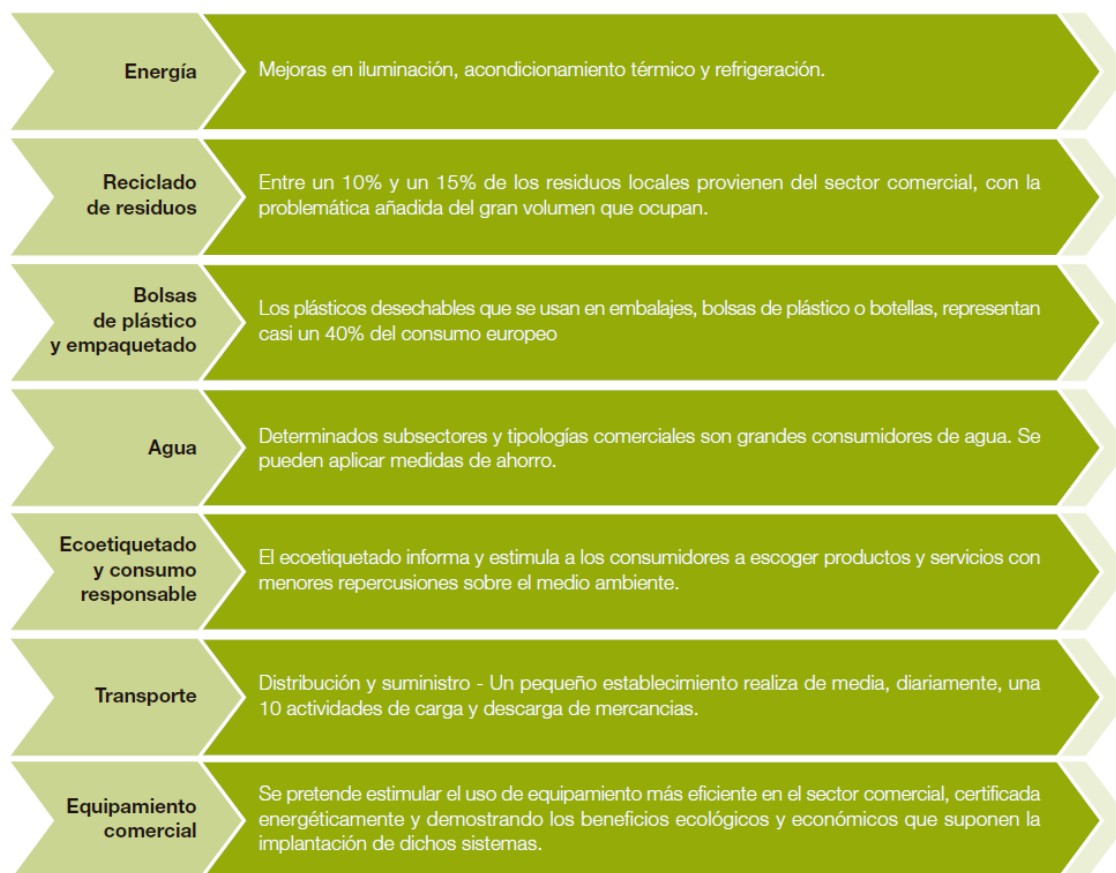 Energía
Mejoras en iluminación, acondicionamiento térmico y refrigeración.
Reciclado
de residuos
Entre un 10% y un 15% de los residuos locales provienen del sector comercial, con la
problemática añadida del gran volumen que ocupan.
Bolsas
de plástico
y empaquetado
Los plásticos desechables que se usan en embalajes, bolsas de plástico o botellas, representan
casi un 40% del consumo europeo
Agua
Determinados subsectores y tipologías comerciales son grandes consumidores de agua. Se
pueden aplicar medidas de ahorro.
Ecoetiquetado
y consumo
responsable
El ecoetiquetado informa y estimula a los consumidores a escoger productos y servicios con
menores repercusiones sobre el medio ambiente.
Transporte
Distribución y suministro - Un pequeño establecimiento realiza de media, diariamente, una
10 actividades de carga y descarga de mercancias.
Equipamiento
comercial
Se pretende estimular el uso de equipamiento más eficiente en el sector comercial, certificada
energéticamente y demostrando los beneficios ecológicos y económicos que suponen la
implantación de dichos sistemas.